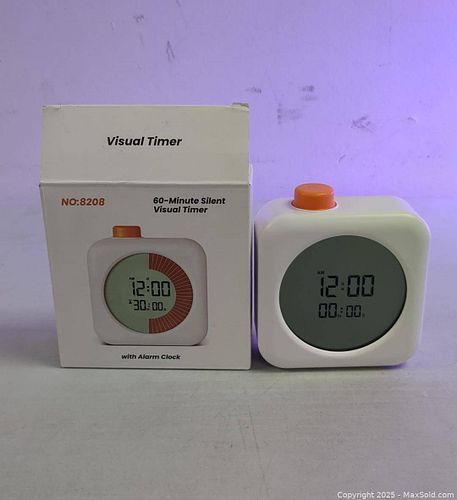 Visual Timer
NO:8208
60-Minute Silent
Visual Timer
12:00
30:00
with Alarm Clock
AM
12:00
00:00
Copyright © 2025 - MaxSold.com